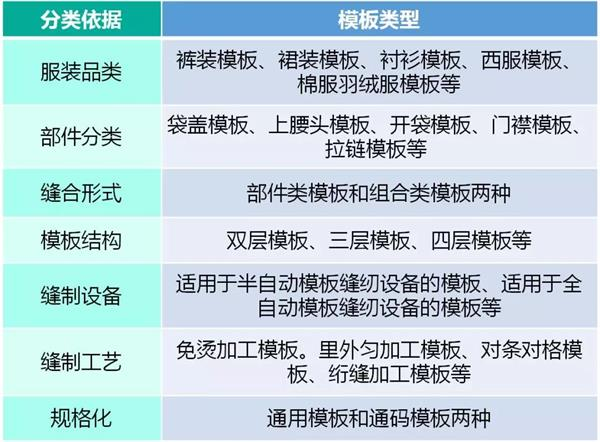 分类依据 模板类型
服装品类 裤装模板、裙装模板、衬衫模板、西服模板、
棉服羽绒服模板等
部件分类 袋盖模板、上腰头模板、开袋模板、门襟模板、
拉链模板等
缝合形式 部件类模板和组合类模板两种
模板结构 双层模板、三层模板、四层模板等
缝制设备 适用于半自动模板缝纫设备的模板、适用于全
自动模板缝纫设备的模板等
缝制工艺 免烫加工模板。里外匀加工模板、对条对格模
板、绗缝加工模板等
规格化 通用模板和通码模板两种